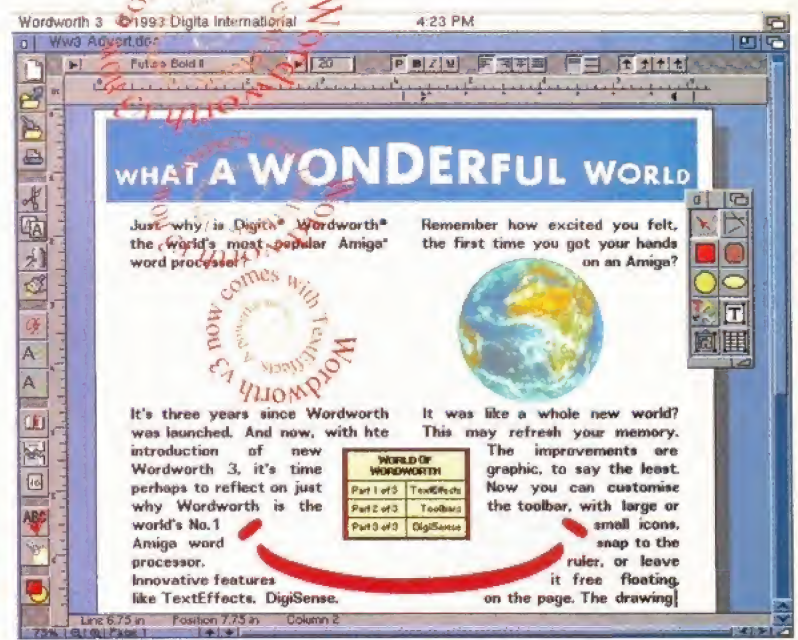 Wordworth 3 ©1993 Digita International 4:23 PM
Ww3 Advert.doc
Futura Bold II 20 P B I U
WHAT A WONDERFUL WORLD
Just why is Digita® Wordworth®
the world's most popular Amiga®
word processor?
Wordworth v3 now comes with TextEffects
It's three years since Wordworth
was launched. And now, with hte
introduction of new
Wordworth 3, it's time
perhaps to reflect on just
why Wordworth is the
world's No.1
Amiga word
processor.
Innovative features
like TextEffects, DigiSense,
Remember how excited you felt,
the first time you got your hands
on an Amiga?
It was like a whole new world?
This may refresh your memory.
The improvements are
graphic, to say the least.
Now you can customise
the toolbar, with large or
small icons,
snap to the
ruler, or leave
it free floating,
on the page. The drawing
WORLD OF
WORDWORTH
Part 1 of 3 TextEffects
Part 2 of 3 Toolbars
Part 3 of 3 DigiSense
T
A
A
ABC
Line 6.75 in Position 7.75 in Column 2
75% Page 1